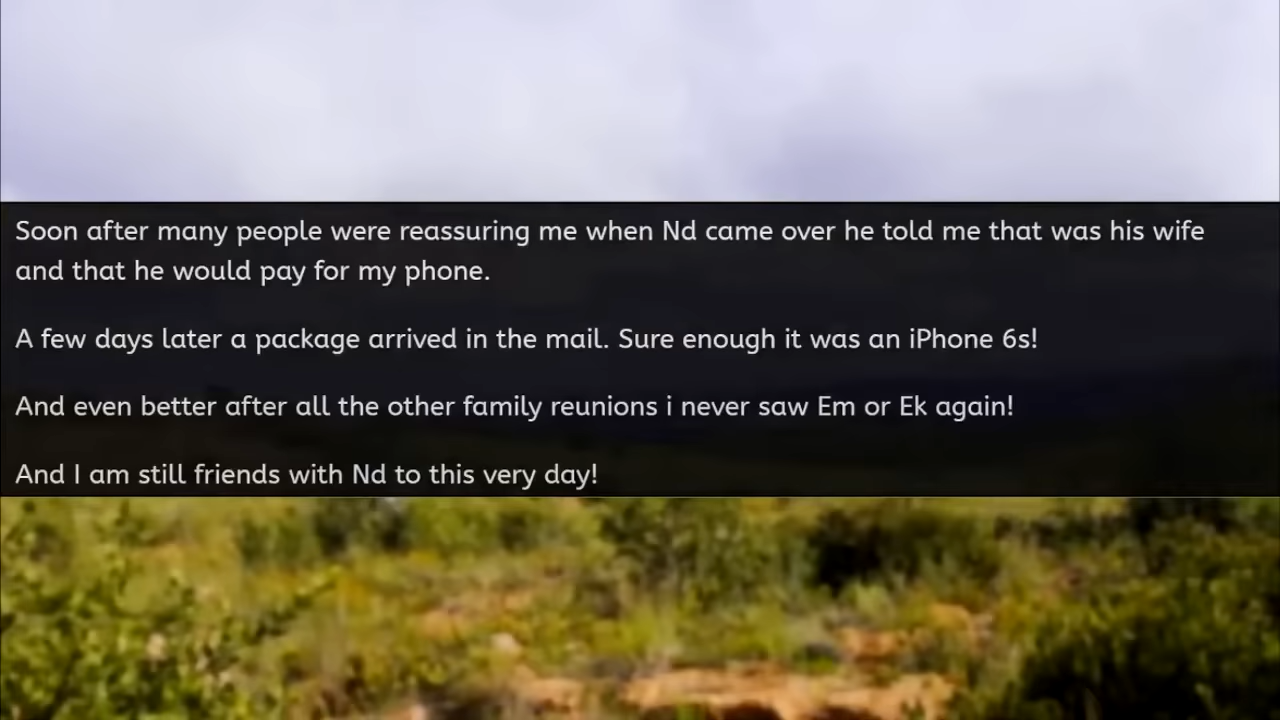 Soon after many people were reassuring me when Nd came over he told me that was his wife
and that he would pay for my phone.
A few days later a package arrived in the mail. Sure enough it was an iPhone 6s!
And even better after all the other family reunions i never saw Em or Ek again!
And I am still friends with Nd to this very day!